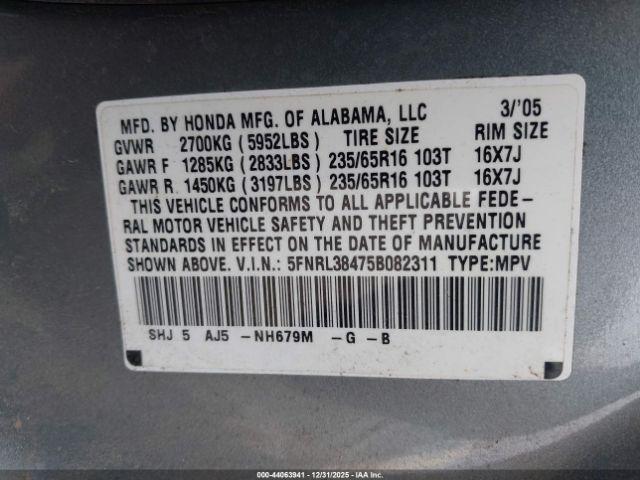 MFD. BY HONDA MFG. OF ALABAMA, LLC 3/'05
GVWR 2700KG (5952LBS) TIRE SIZE RIM SIZE
GAWR F 1285KG (2833LBS) 235/65R16 103T 16X7J
GAWR R 1450KG (3197LBS) 235/65R16 103T 16X7J
THIS VEHICLE CONFORMS TO ALL APPLICABLE FEDE-
RAL MOTOR VEHICLE SAFETY AND THEFT PREVENTION
STANDARDS IN EFFECT ON THE DATE OF MANUFACTURE
SHOWN ABOVE. V.I.N.: 5FNRL38475B082311 TYPE:MPV
SHJ 5 AJ5 -NH679M -G -B
000-44063941 - 12/31/2025 - IAAI.COM